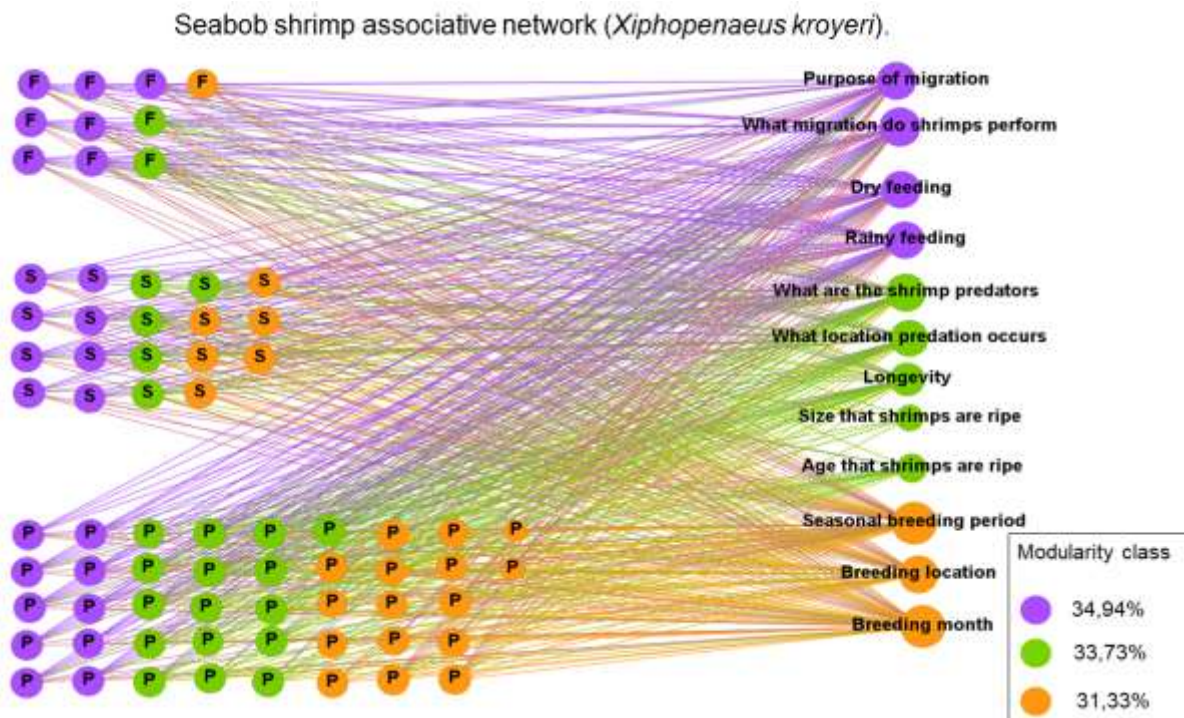 Seabob shrimp associative network (Xiphopenaeus kroyeri).
F F F F
F F F
F F F
S S S S S
S S S S S
S S S S S
S S S S
P P P P P P P P P
P P P P P P P P P
P P P P P P P P
P P P P P P P P
P P P P P P P P
Purpose of migration
What migration do shrimps perform
Dry feeding
Rainy feeding
What are the shrimp predators
What location predation occurs
Longevity
Size that shrimps are ripe
Age that shrimps are ripe
Seasonal breeding period
Breeding location
Breeding month
Modularity class
34,94%
33,73%
31,33%